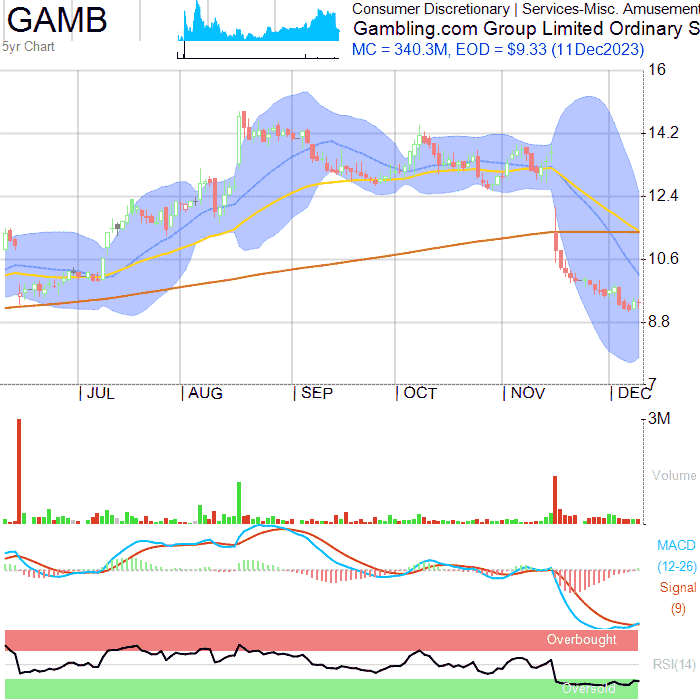 GAMB
5yr Chart
Consumer Discretionary | Services-Misc. Amusement
Gambling.com Group Limited Ordinary S
MC = 340.3M, EOD = $9.33 (11Dec2023)
16
14.2
12.4
10.6
8.8
7
JUL AUG SEP OCT NOV DEC
3M
Volume
MACD
(12-26)
Signal
(9)
Overbought
RSI(14)
Oversold